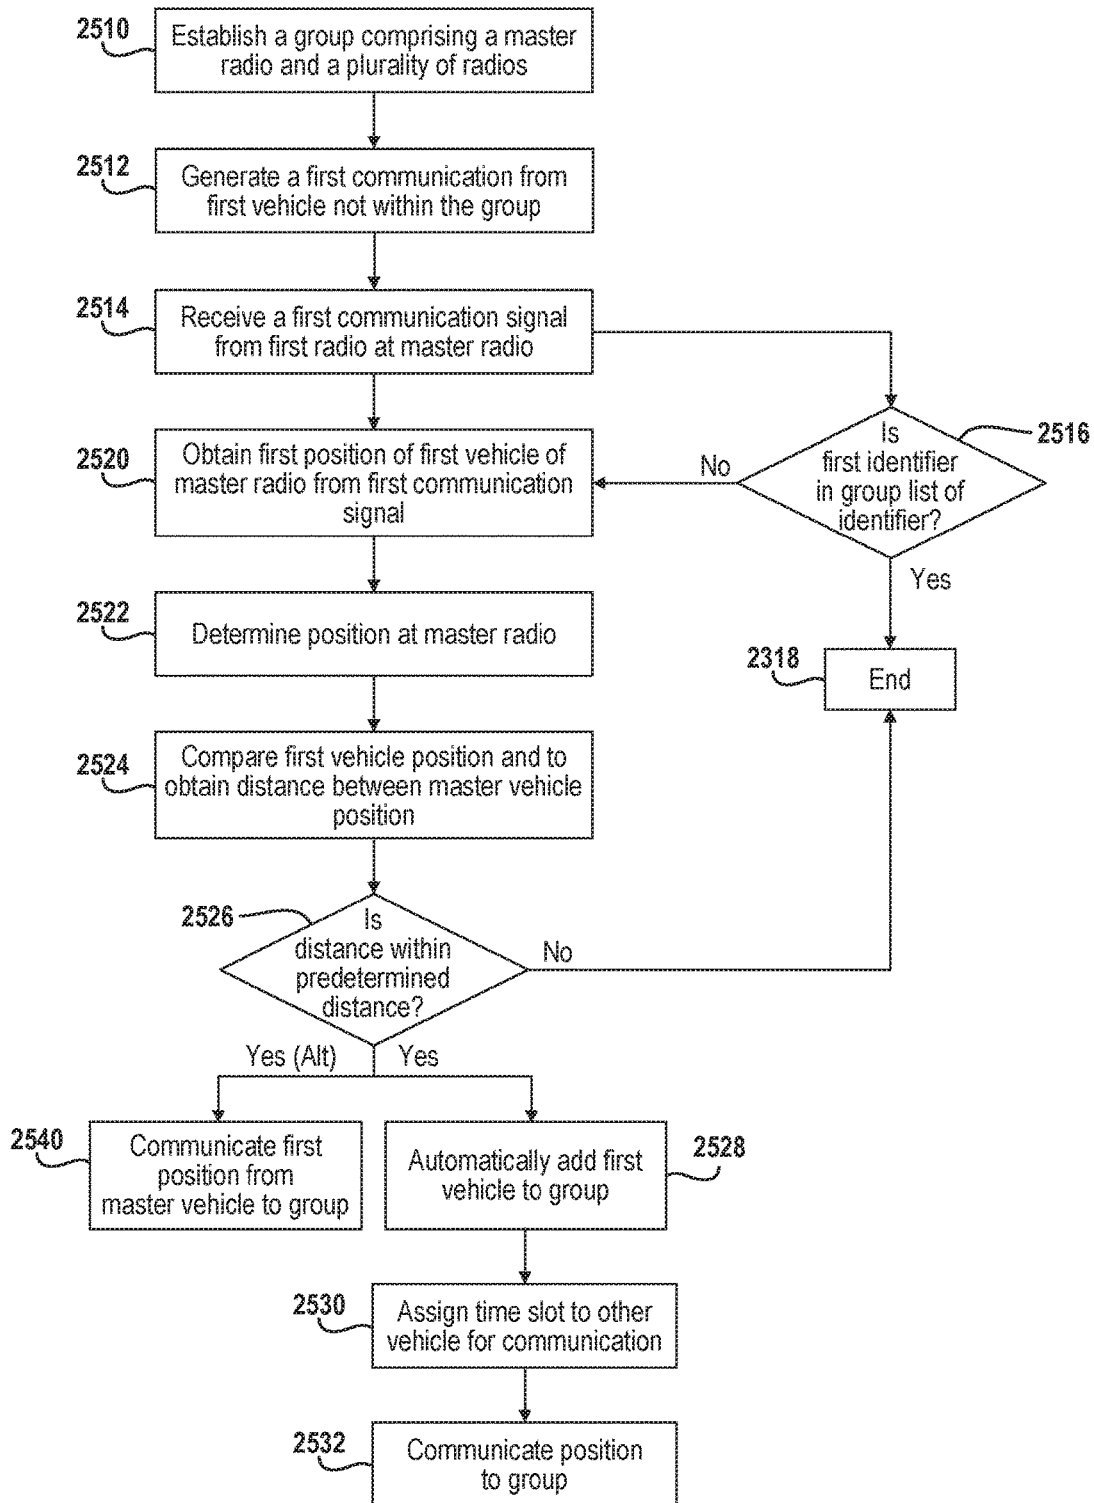 2510
Establish a group comprising a master
radio and a plurality of radios
2512
Generate a first communication from
first vehicle not within the group
2514
Receive a first communication signal
from first radio at master radio
2516
Is
first identifier
in group list of
identifier?
No
Yes
2520
Obtain first position of first vehicle of
master radio from first communication
signal
2522
Determine position at master radio
2318
End
2524
Compare first vehicle position and to
obtain distance between master vehicle
position
2526
Is
distance within
predetermined
distance?
No
Yes (Alt)
Yes
2540
Communicate first
position from
master vehicle to group
2528
Automatically add first
vehicle to group
2530
Assign time slot to other
vehicle for communication
2532
Communicate position
to group